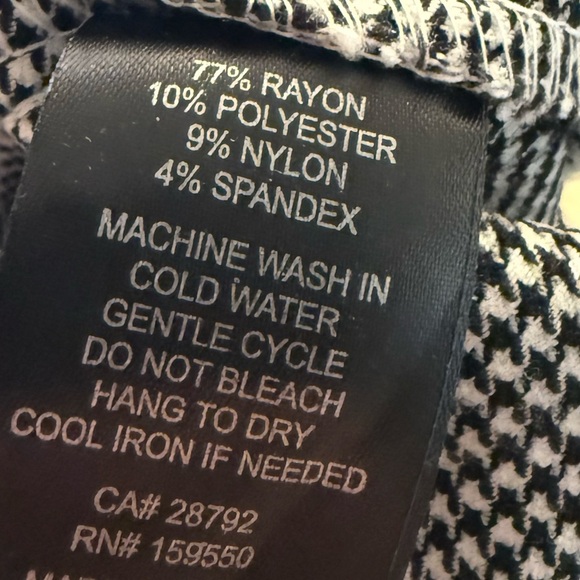 77% RAYON
10% POLYESTER
9% NYLON
4% SPANDEX
MACHINE WASH IN
COLD WATER
GENTLE CYCLE
DO NOT BLEACH
HANG TO DRY
COOL IRON IF NEEDED
CA# 28792
RN# 159550